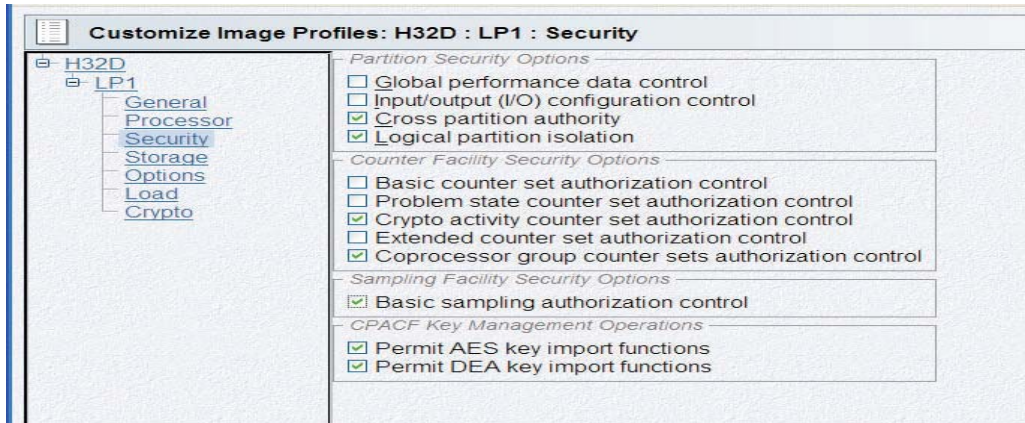 Customize Image Profiles: H32D : LP1 : Security
H32D
LP1
General
Processor
Security
Storage
Options
Load
Crypto
Partition Security Options
Global performance data control
Input/output (I/O) configuration control
Cross partition authority
Logical partition isolation
Counter Facility Security Options
Basic counter set authorization control
Problem state counter set authorization control
Crypto activity counter set authorization control
Extended counter set authorization control
Coprocessor group counter sets authorization control
Sampling Facility Security Options
Basic sampling authorization control
CPACF Key Management Operations
Permit AES key import functions
Permit DEA key import functions